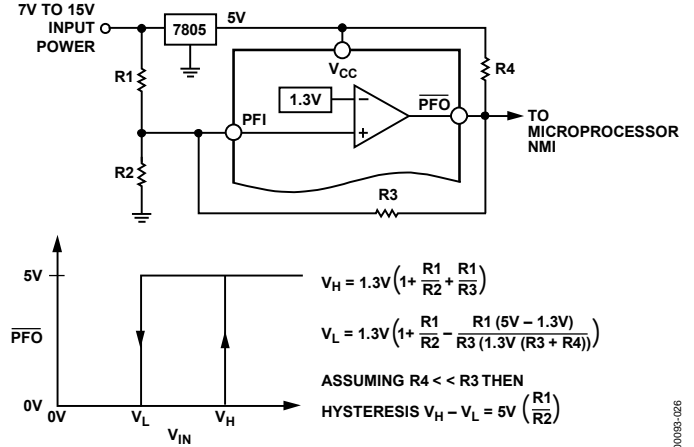 7V TO 15V
INPUT
POWER
7805
5V
R1
R2
VCC
1.3V
PFI
PFO
R4
TO
MICROPROCESSOR
NMI
R3
5V
PFO
0V
0V
VL
VH
VIN
VH = 1.3V(1+ R1/R2 + R1/R3)
VL = 1.3V(1+ R1/R2 – R1 (5V – 1.3V)/R3 (1.3V (R3 + R4)))
ASSUMING R4 < < R3 THEN
HYSTERESIS VH – VL = 5V (R1/R2)
00093-026